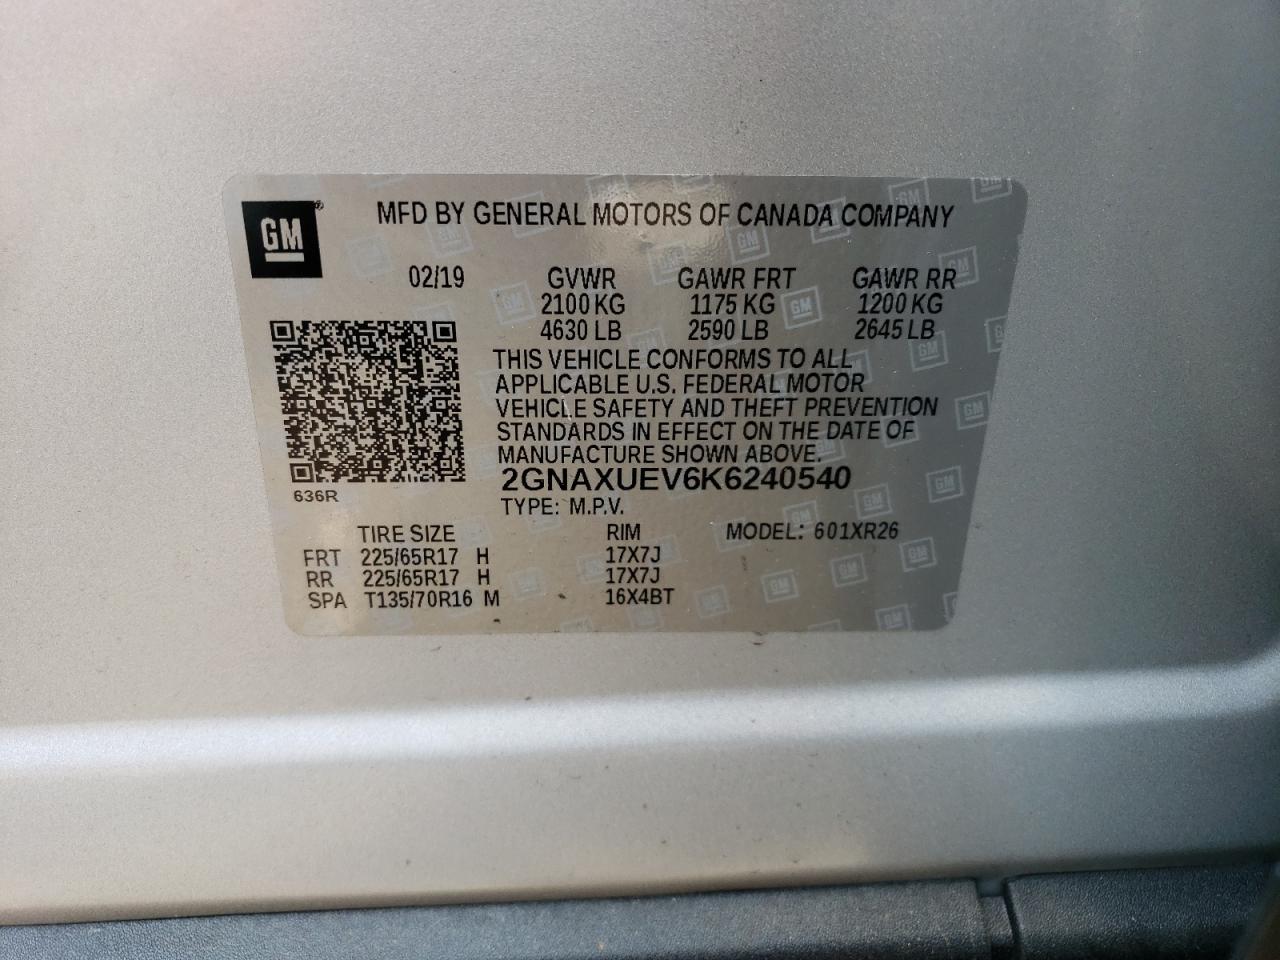 GM®
MFD BY GENERAL MOTORS OF CANADA COMPANY
02/19 GVWR GAWR FRT GAWR RR
2100 KG 1175 KG 1200 KG
4630 LB 2590 LB 2645 LB
THIS VEHICLE CONFORMS TO ALL
APPLICABLE U.S. FEDERAL MOTOR
VEHICLE SAFETY AND THEFT PREVENTION
STANDARDS IN EFFECT ON THE DATE OF
MANUFACTURE SHOWN ABOVE.
2GNAXUEV6K6240540
636R
TYPE: M.P.V.
TIRE SIZE RIM MODEL: 601XR26
FRT 225/65R17 H 17X7J
RR 225/65R17 H 17X7J
SPA T135/70R16 M 16X4BT